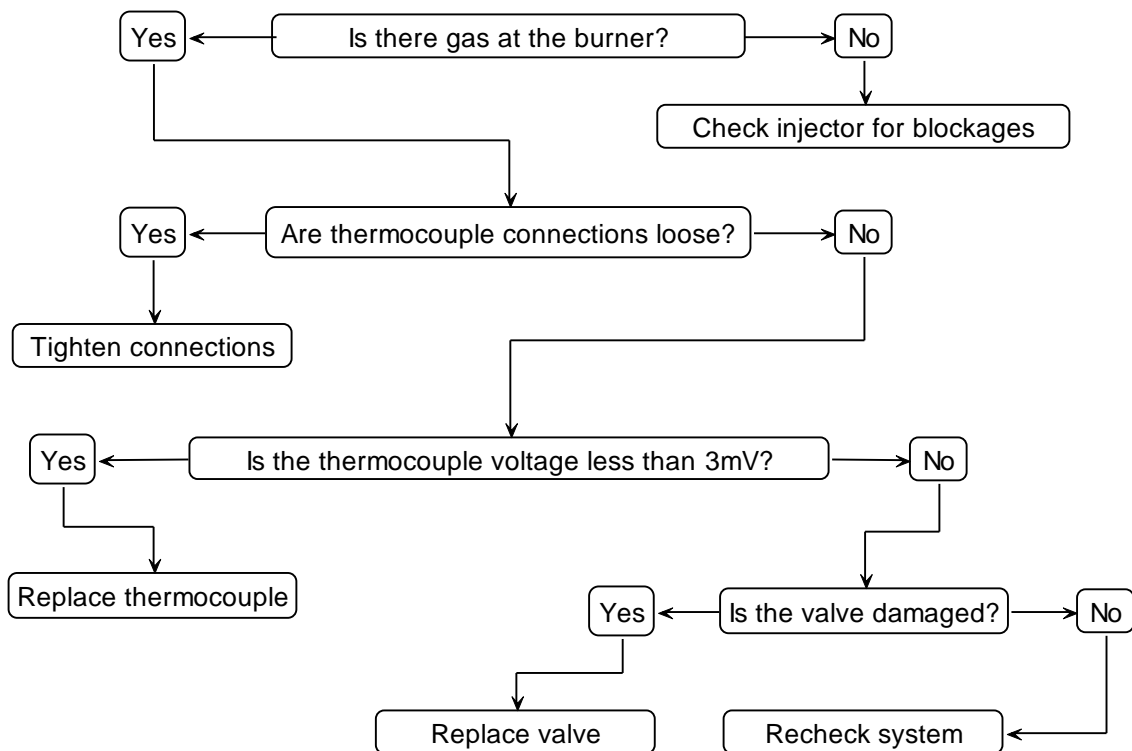 Yes
Is there gas at the burner?
No
Check injector for blockages
Yes
Are thermocouple connections loose?
No
Tighten connections
Yes
Is the thermocouple voltage less than 3mV?
No
Replace thermocouple
Yes
Is the valve damaged?
No
Replace valve
Recheck system